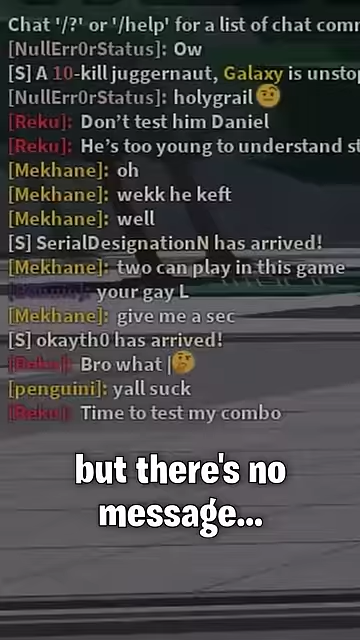 Chat '/?' or '/help' for a list of chat com
[NullErr0rStatus]: Ow
[S] A 10-kill juggernaut, Galaxy is unstop
[NullErr0rStatus]: holygrail🤨
[Reku]: Don't test him Daniel
[Reku]: He's too young to understand st
[Mekhane]: oh
[Mekhane]: wekk he keft
[Mekhane]: well
[S] SerialDesignationN has arrived!
[Mekhane]: two can play in this game
your gay L
[Mekhane]: give me a sec
[S] okayth0 has arrived!
[Reku]: Bro what |🤔
[penguini]: yall suck
[Reku]: Time to test my combo
but there's no
message...